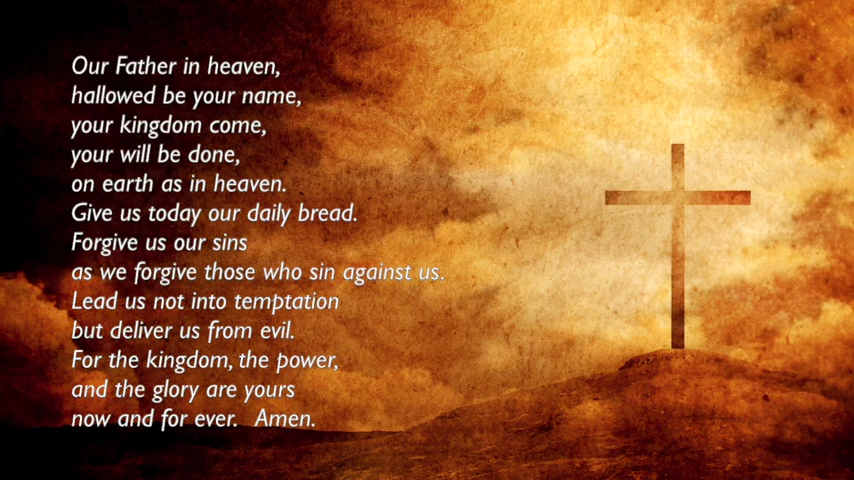 Our Father in heaven,
hallowed be your name,
your kingdom come,
your will be done,
on earth as in heaven.
Give us today our daily bread.
Forgive us our sins
as we forgive those who sin against us.
Lead us not into temptation
but deliver us from evil.
For the kingdom, the power,
and the glory are yours
now and for ever.   Amen.